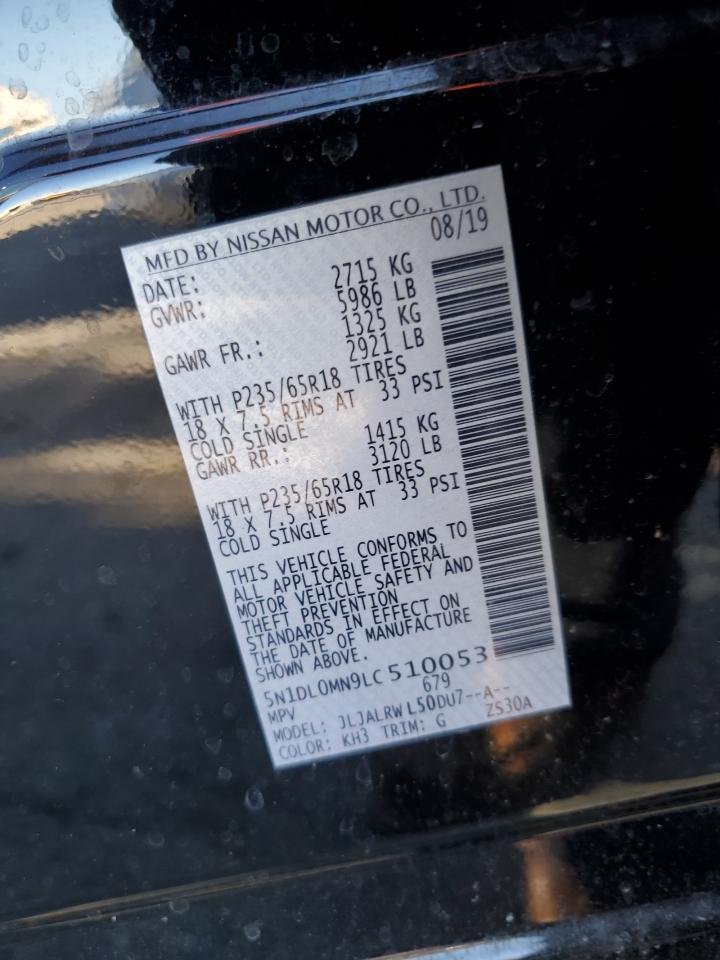 MFD BY NISSAN MOTOR CO., LTD.
DATE: 08/19
GVWR: 2715 KG
5986 LB
GAWR FR.: 1325 KG
2921 LB
WITH P235/65R18 TIRES
18 X 7.5 RIMS AT 33 PSI
COLD SINGLE
GAWR RR.: 1415 KG
3120 LB
WITH P235/65R18 TIRES
18 X 7.5 RIMS AT 33 PSI
COLD SINGLE
THIS VEHICLE CONFORMS TO
ALL APPLICABLE FEDERAL
MOTOR VEHICLE SAFETY AND
THEFT PREVENTION
STANDARDS IN EFFECT ON
THE DATE OF MANUFACTURE
SHOWN ABOVE.
5N1DL0MN9LC510053
MPV 679
MODEL: JLJALRWL50DU7--A--
COLOR: KH3 TRIM: G ZS30A